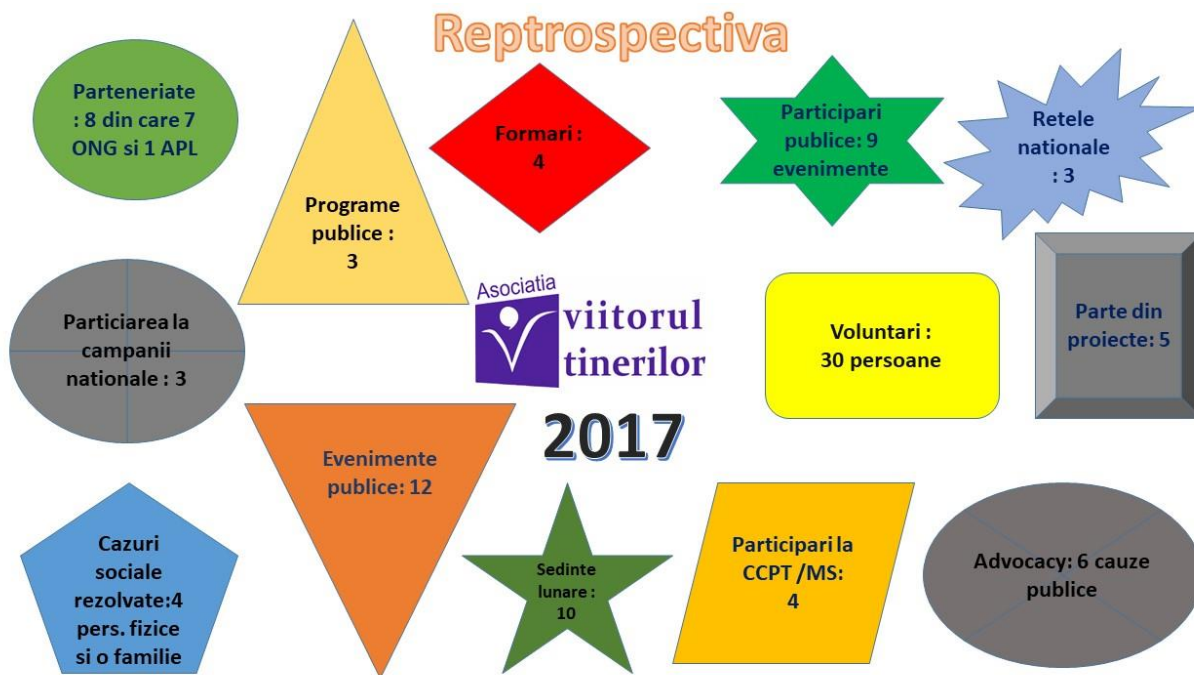 Reptrospectiva
Parteneriate
: 8 din care 7
ONG si 1 APL
Programe
publice :
3
Formari :
4
Participari
publice: 9
evenimente
Retele
nationale
: 3
Particiarea la
campanii
nationale : 3
Asociatia
viitorul
tinerilor
2017
Voluntari :
30 persoane
Parte din
proiecte: 5
Cazuri
sociale
rezolvate:4
pers. fizice
si o familie
Evenimente
publice: 12
Sedinte
lunare :
10
Participari la
CCPT /MS:
4
Advocacy: 6 cauze
publice